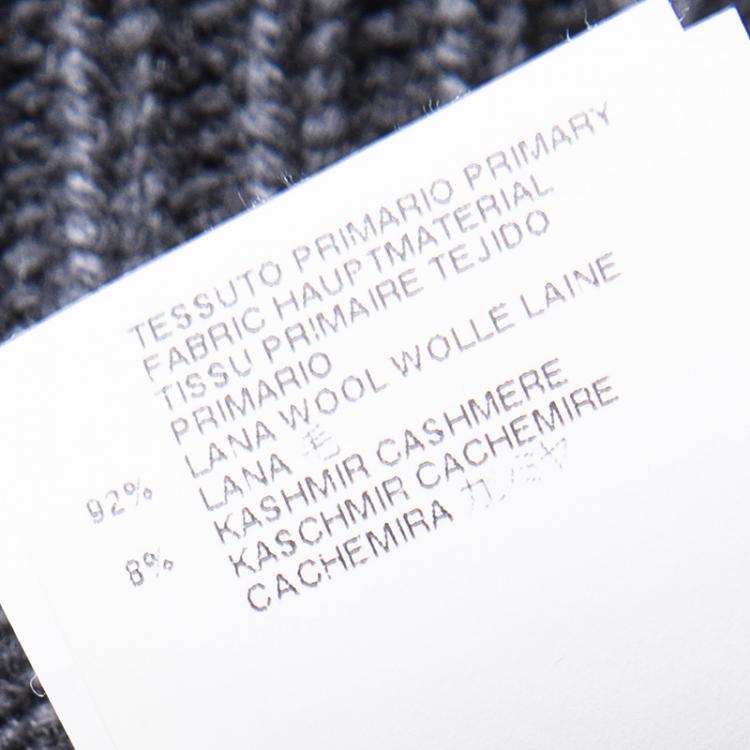 TESSUTO PRIMARIO PRIMARY
FABRIC HAUPTMATERIAL
TISSU PRIMAIRE TEJIDO
PRIMARIO
92% LANA WOOL WOLLE LAINE
LANA 毛
8% KASHMIR CASHMERE
KASCHMIR CACHEMIRE
CACHEMIRA